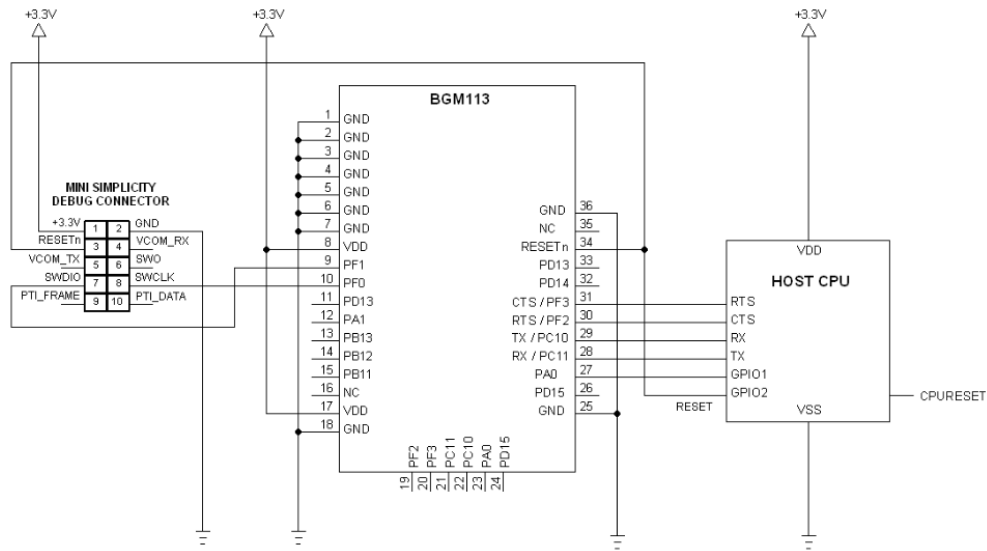 +3.3V
+3.3V
+3.3V
BGM113
1 GND
2 GND
3 GND
4 GND
5 GND
6 GND
7 GND
8 VDD
9 PF1
10 PF0
11 PD13
12 PA1
13 PB13
14 PB12
15 PB11
16 NC
17 VDD
18 GND
GND 36
NC 35
RESETn 34
PD13 33
PD14 32
CTS / PF3 31
RTS / PF2 30
TX / PC10 29
RX / PC11 28
PA0 27
PD15 26
GND 25
PF2 PF3 PC11 PC10 PA0 PD15
19 20 21 22 23 24
MINI SIMPLICITY
DEBUG CONNECTOR
+3.3V 1 2 GND
RESETn 3 4 VCOM_RX
VCOM_TX 5 6 SWO
SWDIO 7 8 SWCLK
PTI_FRAME 9 10 PTI_DATA
VDD
HOST CPU
RTS
CTS
RX
TX
GPIO1
GPIO2
RESET
VSS
CPURESET